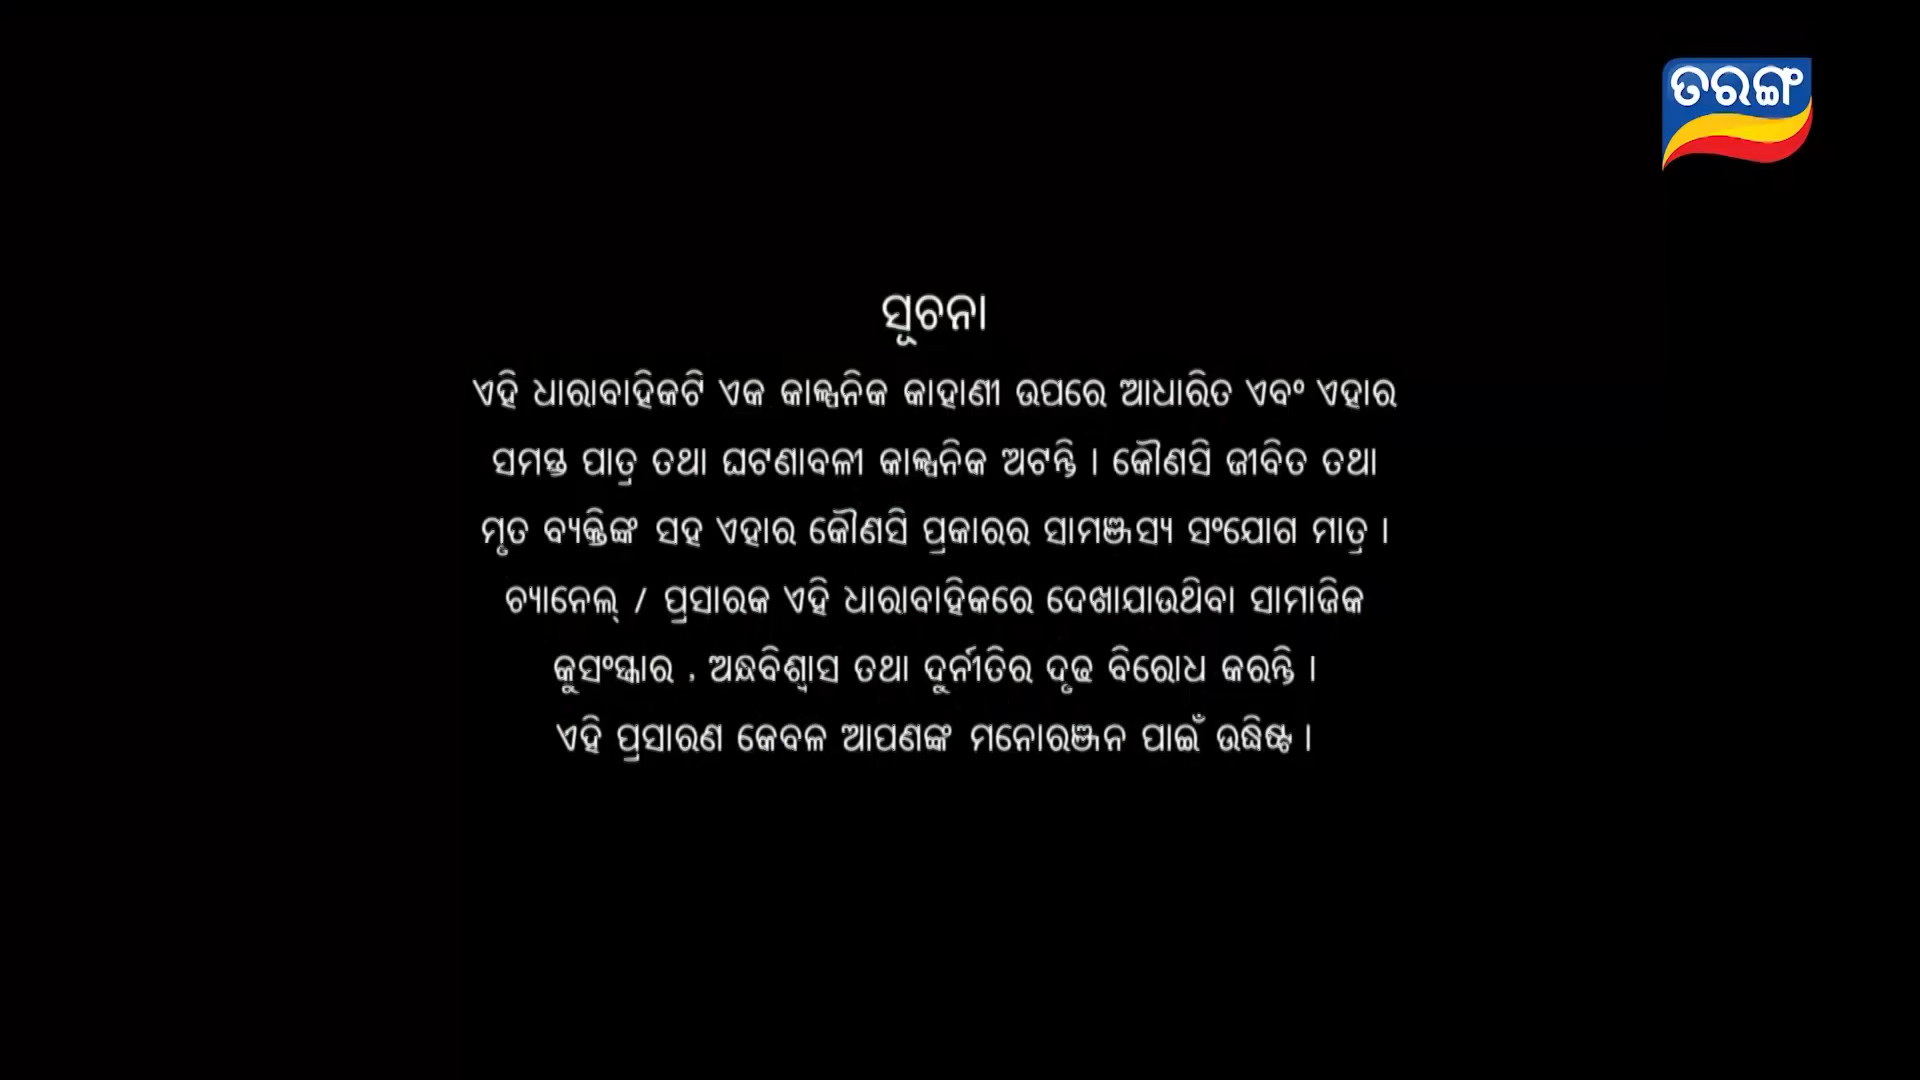 ତରଙ୍ଗ
ସୂଚନା
ଏହି ଧାରାବାହିକଟି ଏକ କାଳ୍ପନିକ କାହାଣୀ ଉପରେ ଆଧାରିତ ଏବଂ ଏହାର
ସମସ୍ତ ପାତ୍ର ତଥା ଘଟଣାବଳୀ କାଳ୍ପନିକ ଅଟନ୍ତି । କୌଣସି ଜୀବିତ ତଥା
ମୃତ ବ୍ୟକ୍ତିଙ୍କ ସହ ଏହାର କୌଣସି ପ୍ରକାରର ସାମଞ୍ଜସ୍ୟ ସଂଯୋଗ ମାତ୍ର ।
ଚ୍ୟାନେଲ୍ / ପ୍ରସାରକ ଏହି ଧାରାବାହିକରେ ଦେଖାଯାଉଥିବା ସାମାଜିକ
କୁସଂସ୍କାର , ଅନ୍ଧବିଶ୍ୱାସ ତଥା ଦୁର୍ନୀତିର ଦୃଢ ବିରୋଧ କରନ୍ତି ।
ଏହି ପ୍ରସାରଣ କେବଳ ଆପଣଙ୍କ ମନୋରଞ୍ଜନ ପାଇଁ ଉଦ୍ଧିଷ୍ଟ ।